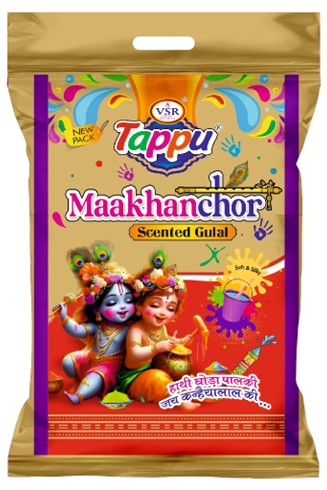 VSR
NEW
PACK
Tappu®
Maakhanchor
Scented Gulal
Soft & Silky
हाथी घोड़ा पालकी
जय कन्हैयालाल की...